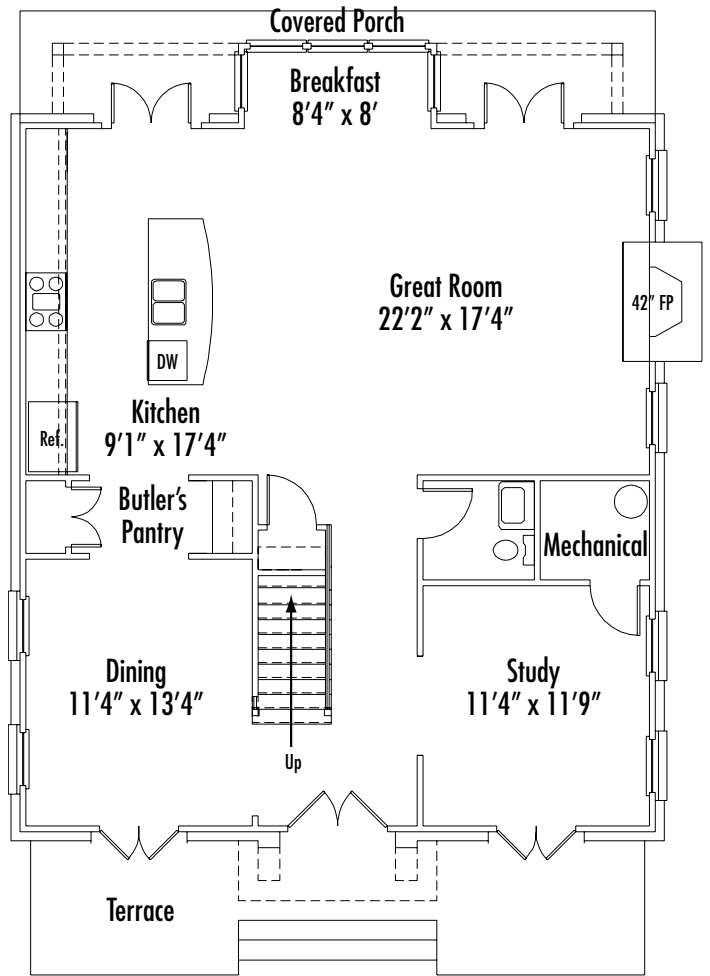 Covered Porch
Breakfast
8’4” x 8’
Great Room
22’2” x 17’4”
42” FP
DW
Kitchen
9’1” x 17’4”
Ref.
Butler’s
Pantry
Mechanical
Dining
11’4” x 13’4”
Study
11’4” x 11’9”
Up
Terrace